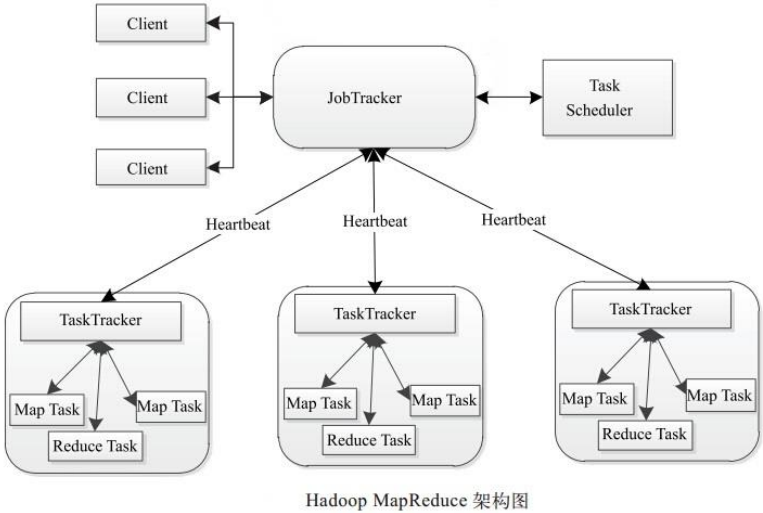 Client
Client
Client
JobTracker
Task
Scheduler
Heartbeat
Heartbeat
Heartbeat
TaskTracker
Map Task
Map Task
Reduce Task
TaskTracker
Map Task
Map Task
Reduce Task
TaskTracker
Map Task
Map Task
Reduce Task
Hadoop MapReduce 架构图